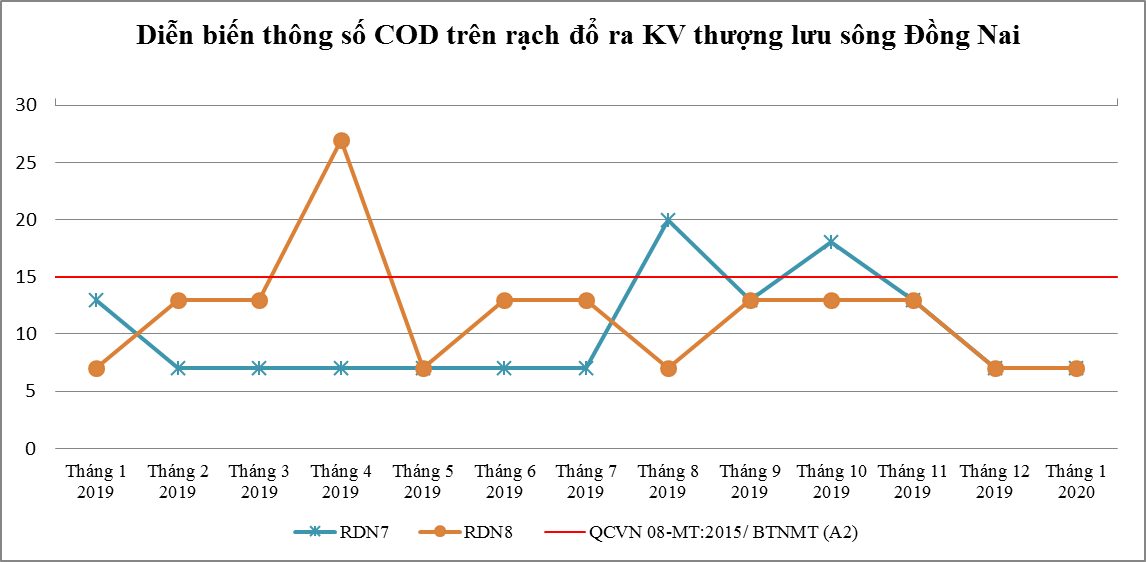 Diễn biến thông số COD trên rạch đổ ra KV thượng lưu sông Đồng Nai
30
25
20
15
10
5
0
Tháng 1 2019
Tháng 2 2019
Tháng 3 2019
Tháng 4 2019
Tháng 5 2019
Tháng 6 2019
Tháng 7 2019
Tháng 8 2019
Tháng 9 2019
Tháng 10 2019
Tháng 11 2019
Tháng 12 2019
Tháng 1 2020
RDN7
RDN8
QCVN 08-MT:2015/ BTNMT (A2)